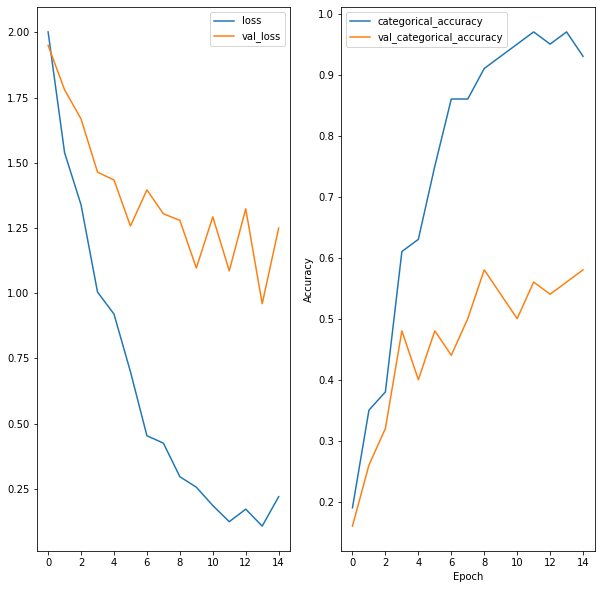 loss
val_loss
2.00
1.75
1.50
1.25
1.00
0.75
0.50
0.25
0 2 4 6 8 10 12 14
categorical_accuracy
val_categorical_accuracy
1.0
0.9
0.8
0.7
0.6
0.5
0.4
0.3
0.2
Accuracy
0 2 4 6 8 10 12 14
Epoch